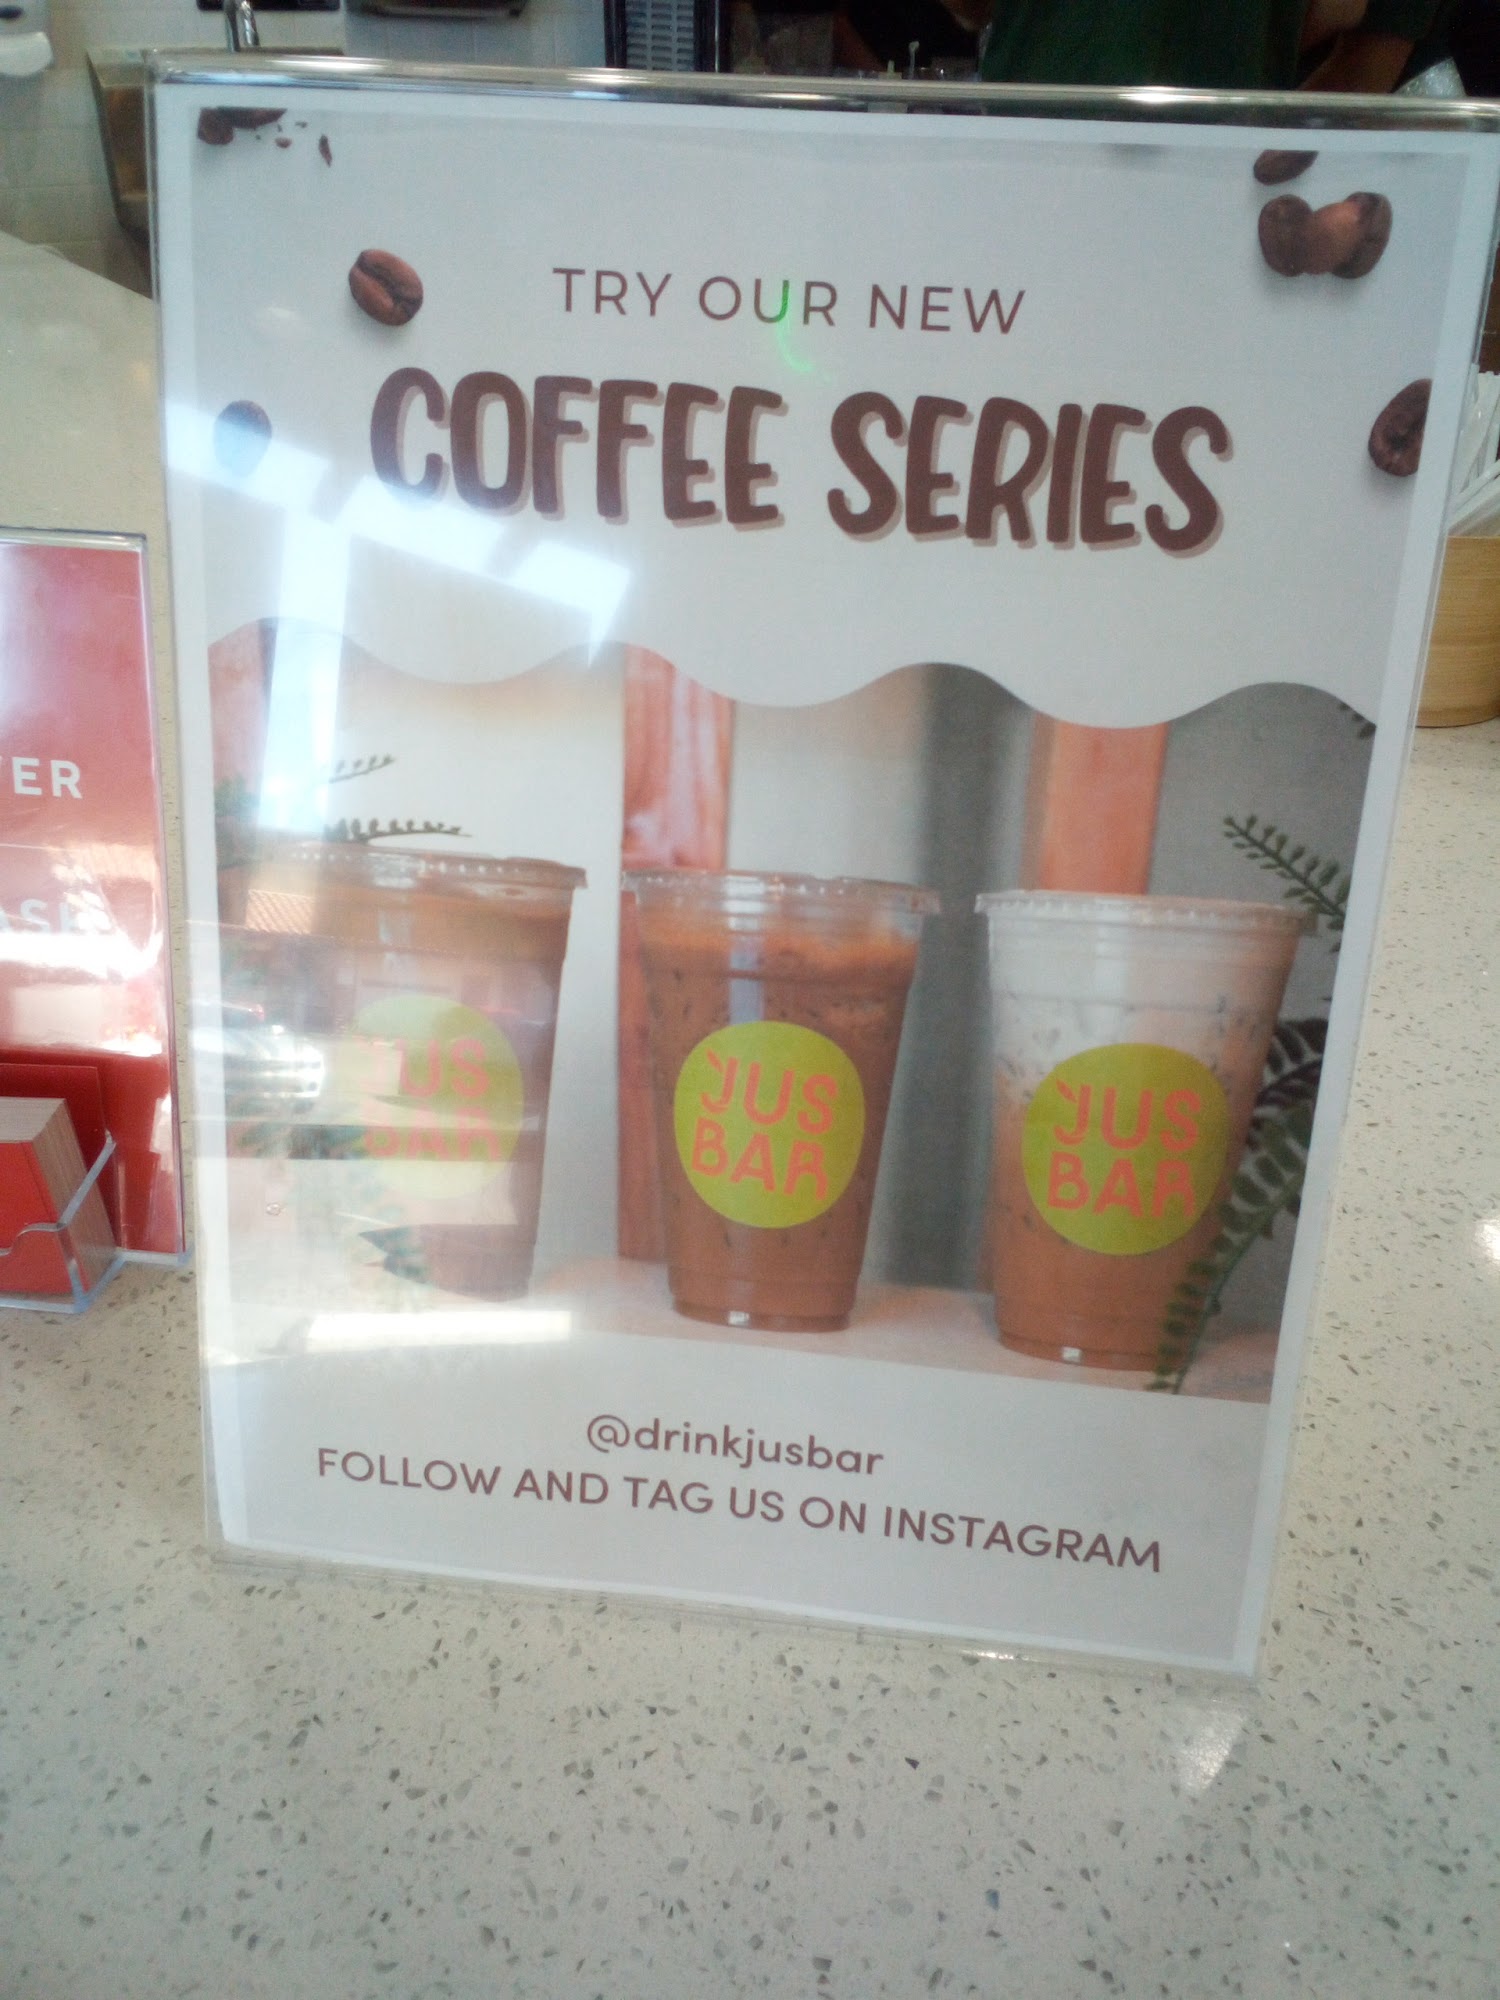 TRY OUR NEW
COFFEE SERIES
JUS
BAR
JUS
BAR
JUS
BAR
@drinkjusbar
FOLLOW AND TAG US ON INSTAGRAM